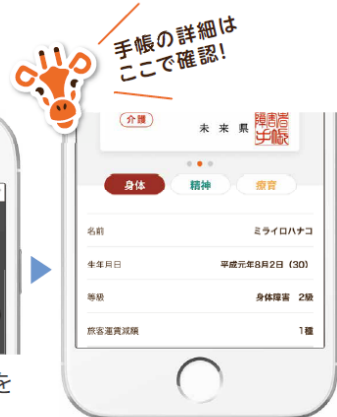 手帳の詳細は
ここで確認!
介護
未来県
障害者
手帳
身体 精神 療育
名前 ミライロハナコ
生年月日 平成元年8月2日（30）
等級 身体障害 2級
旅客運賃減額 1種
を